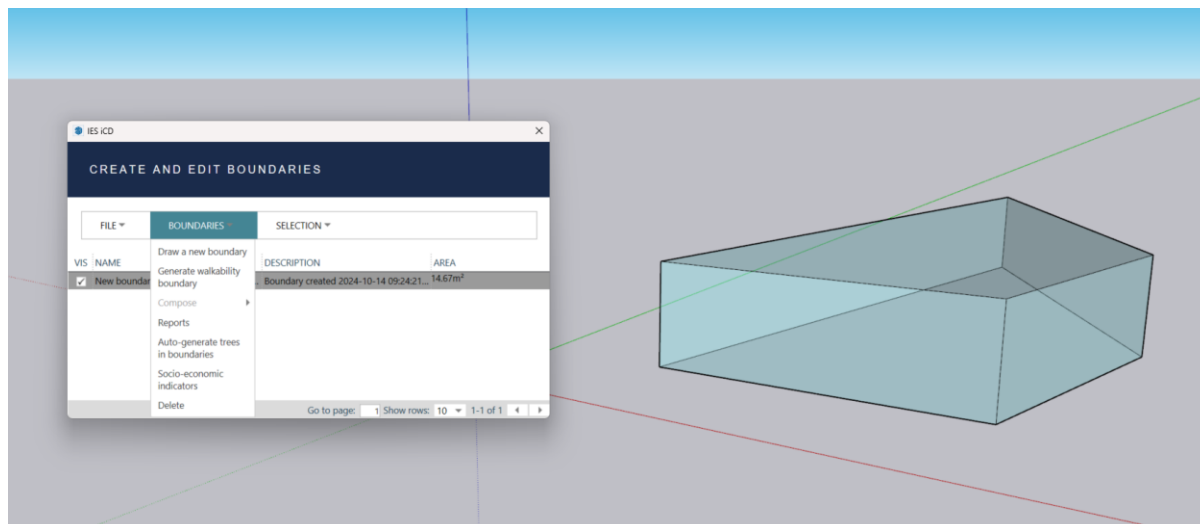 IES iCD
CREATE AND EDIT BOUNDARIES
FILE
BOUNDARIES
SELECTION
Draw a new boundary
Generate walkability
boundary
Compose
Reports
Auto-generate trees
in boundaries
Socio-economic
indicators
Delete
VIS NAME DESCRIPTION AREA
New boundar .. Boundary created 2024-10-14 09:24:21... 14.67m²
Go to page: 1 Show rows: 10 1-1 of 1